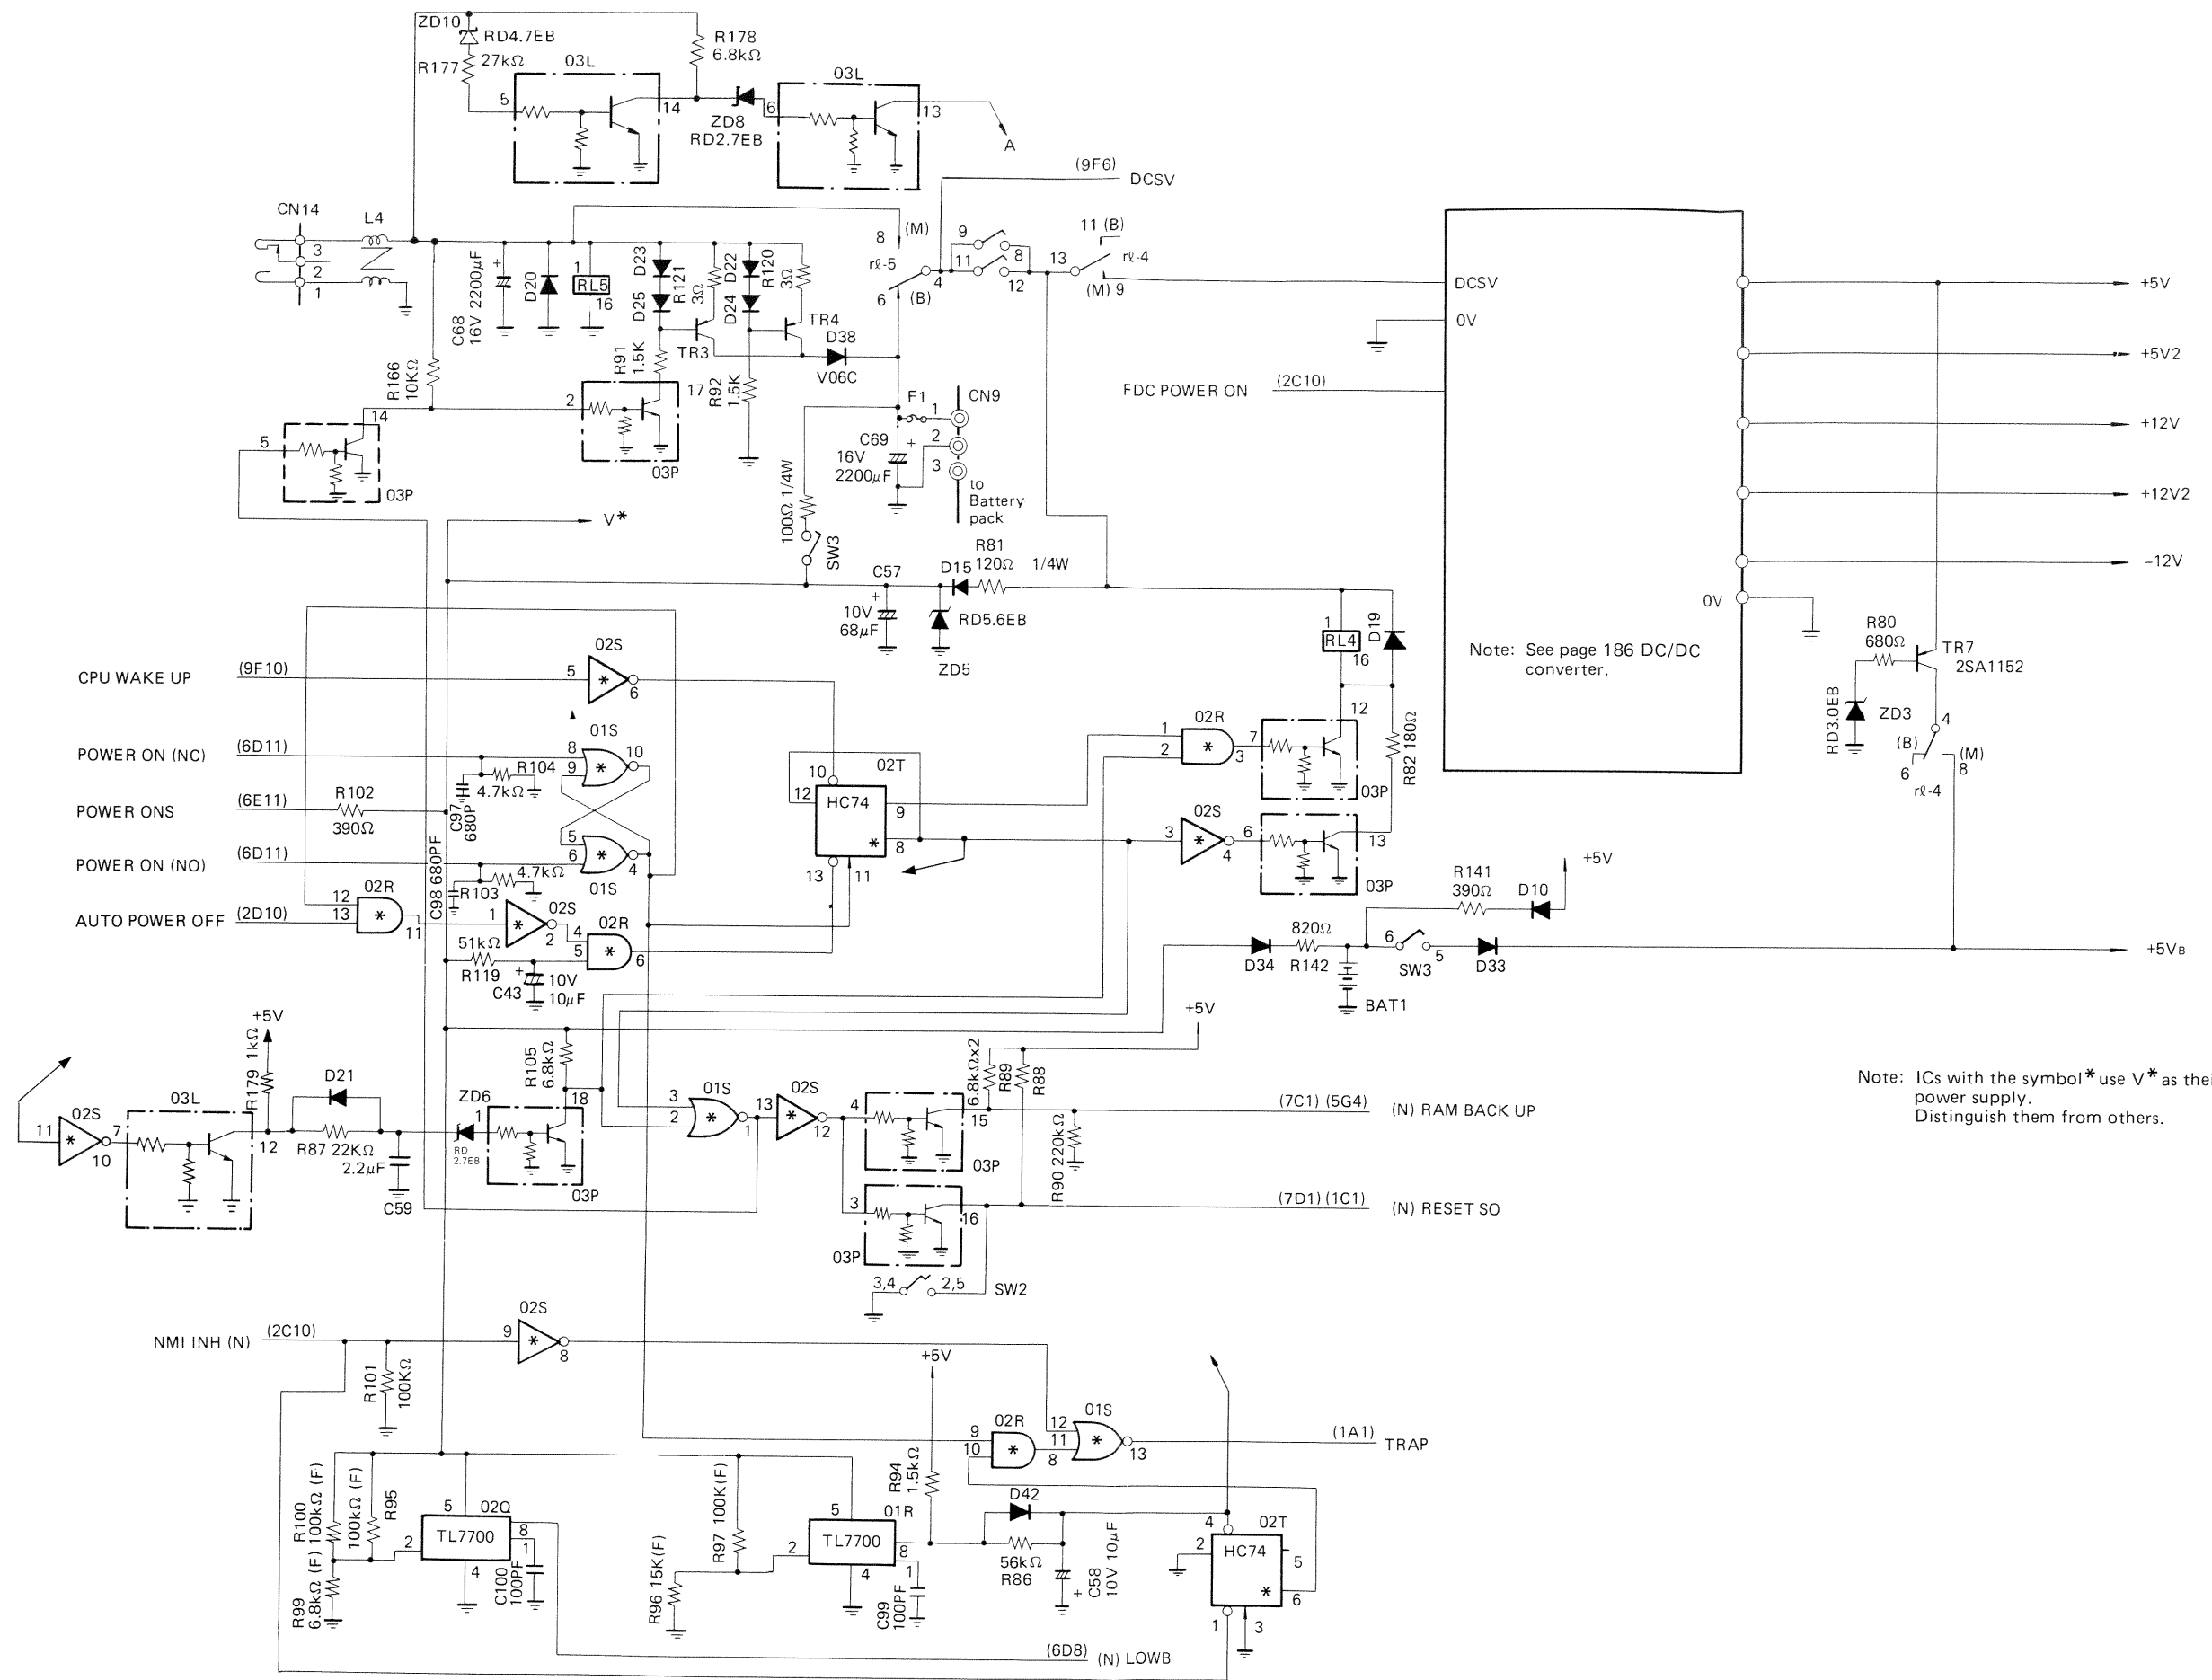 ZD10
RD4.7EB
R177
27kΩ
03L
5
14
R178
6.8kΩ
ZD8
RD2.7EB
03L
6
13
A
(9F6)
DCSV
CN14
L4
3
2
1
C68
16V 2200µF
+
D20
1
RL5
16
D23
D25
R121
3Ω
D22
D24
R120
3Ω
TR3
TR4
D38
V06C
8
(M)
rℓ-5
6
(B)
4
9
8
11
12
13
11 (B)
rℓ-4
(M) 9
R166
10KΩ
R91
1.5K
R92
1.5K
2
17
03P
5
14
03P
F1
1
CN9
2
3
C69
+
16V
2200µF
to
Battery
pack
V*
100Ω 1/4W
SW3
C57
+
10V
68µF
D15
R81
120Ω 1/4W
RD5.6EB
ZD5
1
RL4
16
D19
DCSV
0V
FDC POWER ON
(2C10)
0V
Note: See page 186 DC/DC
converter.
+5V
+5V2
+12V
+12V2
−12V
R80
680Ω
TR7
2SA1152
RD3.0EB
ZD3
4
(B)
6
(M)
8
rℓ-4
CPU WAKE UP
(9F10)
5
02S
*
6
POWER ON (NC)
(6D11)
8
9
01S
*
10
R104
4.7kΩ
C97
680P
POWER ONS
(6E11)
R102
390Ω
POWER ON (NO)
(6D11)
5
6
*
4
01S
4.7kΩ
R103
C98 680PF
AUTO POWER OFF
(2D10)
12
13
02R
*
11
1
02S
*
2
4
5
02R
*
6
51kΩ
R119
C43
+
10V
10µF
10
02T
12
HC74
9
*
8
13
11
1
2
02R
*
3
7
12
03P
R82 180Ω
3
02S
*
4
6
13
03P
+5V
R141
390Ω
D10
820Ω
D34
R142
BAT1
6
5
SW3
D33
+5VB
+5V
R179 1kΩ
11
02S
*
10
7
03L
12
D21
R87 22KΩ
2.2µF
C59
ZD6
RD
2.7EB
1
18
03P
R105
6.8kΩ
3
2
01S
*
1
13
02S
*
12
4
15
03P
6.8kΩx2
R89
R88
+5V
R90 220kΩ
(7C1) (5G4)
(N) RAM BACK UP
3
16
03P
(7D1) (1C1)
(N) RESET SO
3,4
2,5
SW2
Note: ICs with the symbol * use V* as thei
power supply.
Distinguish them from others.
NMI INH (N)
(2C10)
9
02S
*
8
R101
100KΩ
+5V
R94
1.5kΩ
9
10
02R
*
8
12
11
01S
*
13
(1A1)
TRAP
R100
100kΩ (F)
100kΩ (F)
R95
R99
6.8kΩ (F)
5
02Q
2
TL7700
8
1
4
C100
100PF
R97 100K(F)
R96 15K(F)
5
01R
2
TL7700
8
1
4
C99
100PF
D42
56kΩ
R86
+
C58
10V 10µF
4
02T
2
HC74
5
*
6
1
3
(6D8)
(N) LOWB